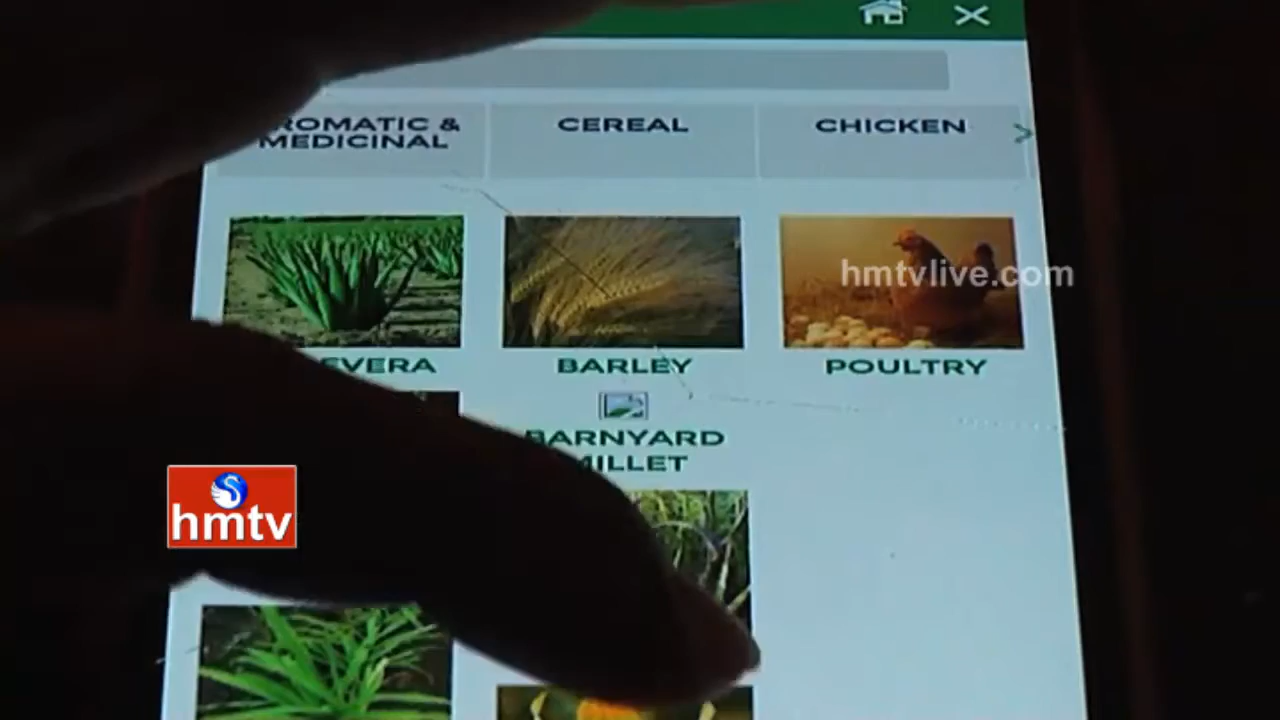 ROMATIC &
MEDICINAL
CEREAL
CHICKEN
>
hmtvlive.com
EVERA
BARLEY
POULTRY
BARNYARD
MILLET
hmtv